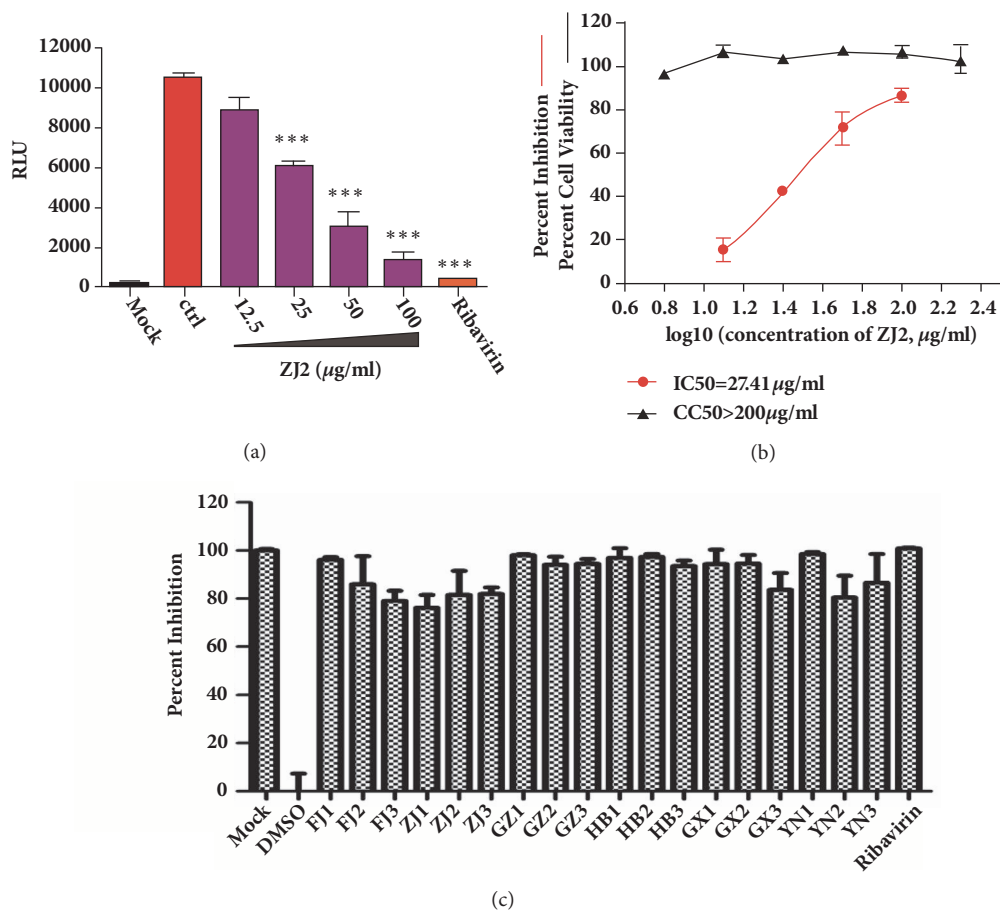 12000
10000
8000
6000
4000
2000
0
RLU
***
***
***
***
Mock
ctrl
12.5
25
50
100
Ribavirin
ZJ2 (μg/ml)
(a)
120
100
80
60
40
20
0
Percent Inhibition
Percent Cell Viability
0.6 0.8 1.0 1.2 1.4 1.6 1.8 2.0 2.2 2.4
log10 (concentration of ZJ2, μg/ml)
IC50=27.41μg/ml
CC50>200μg/ml
(b)
120
100
80
60
40
20
0
Percent Inhibition
Mock
DMSO
FJ1
FJ2
FJ3
ZJ1
ZJ2
ZJ3
GZ1
GZ2
GZ3
HB1
HB2
HB3
GX1
GX2
GX3
YN1
YN2
YN3
Ribavirin
(c)